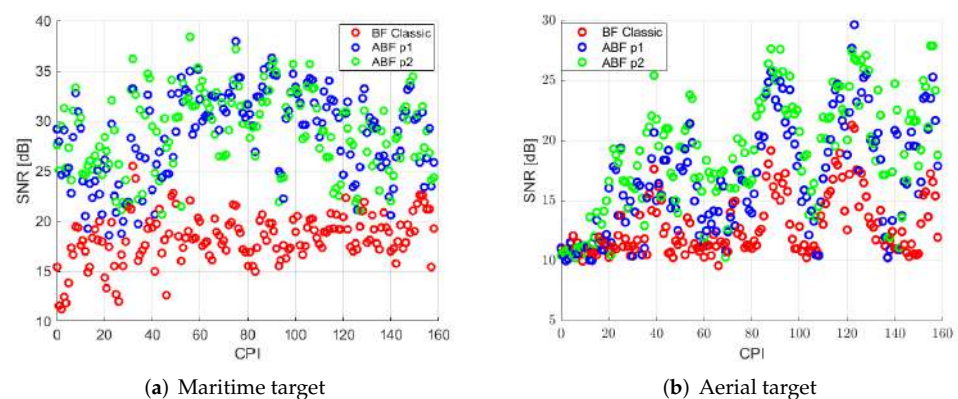 40
35
30
25
20
15
10
SNR [dB]
BF Classic
ABF p1
ABF p2
0 20 40 60 80 100 120 140 160
CPI
(a) Maritime target
30
25
20
15
10
5
SNR [dB]
BF Classic
ABF p1
ABF p2
0 20 40 60 80 100 120 140 160
CPI
(b) Aerial target